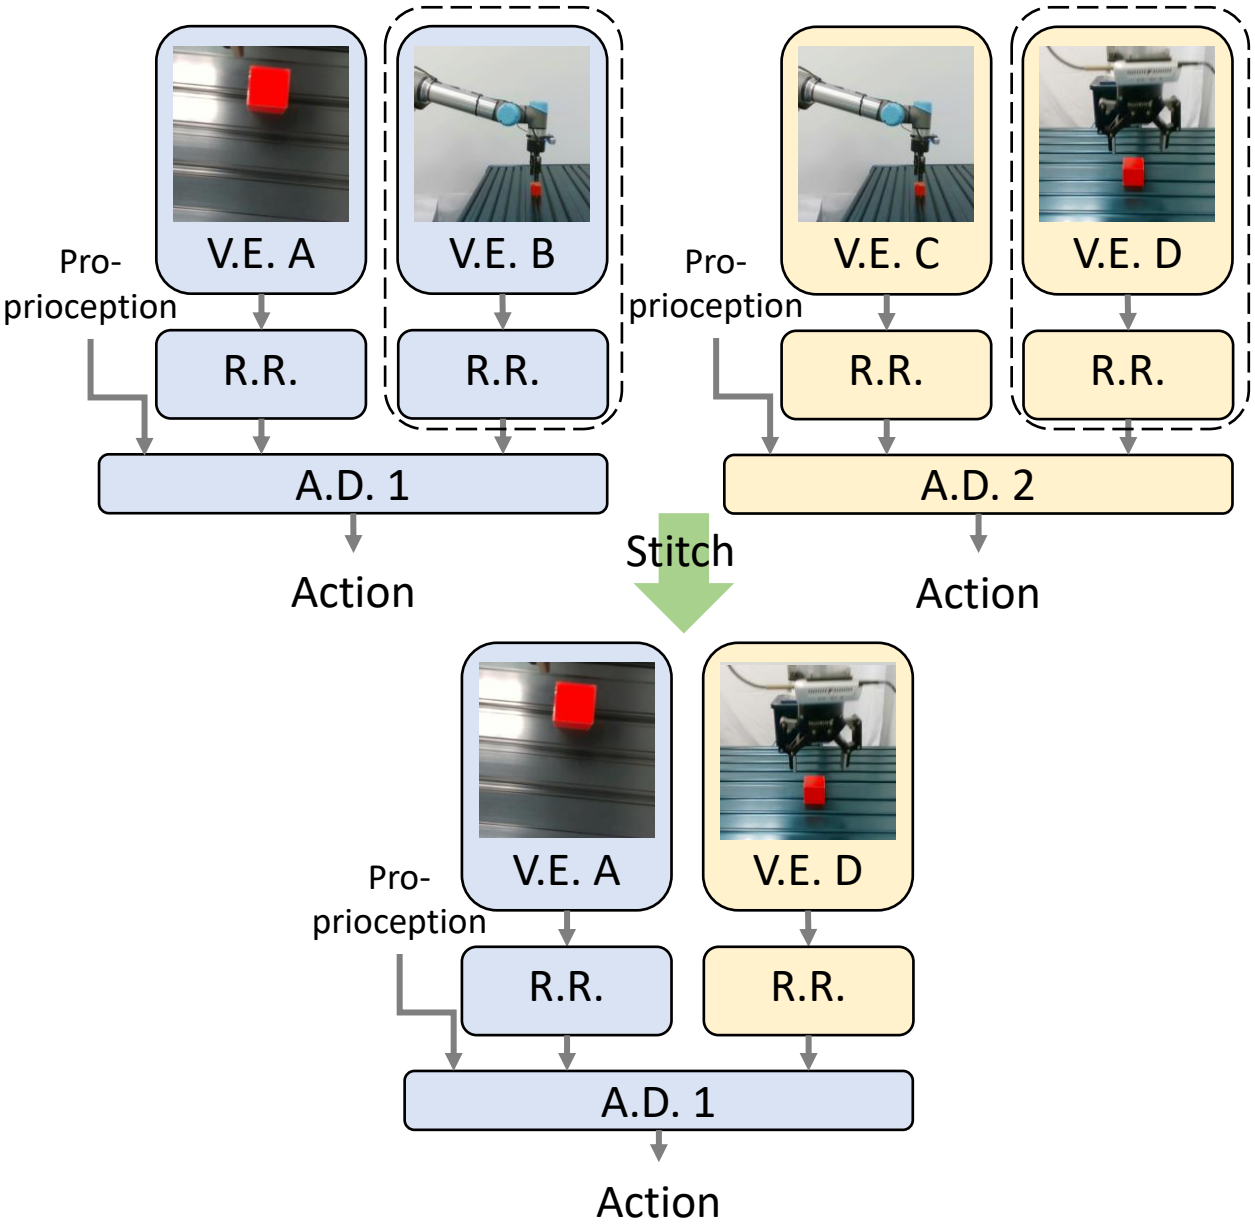 V.E. A
V.E. B
V.E. C
V.E. D
Pro-
prioception
Pro-
prioception
R.R.
R.R.
R.R.
R.R.
A.D. 1
A.D. 2
Stitch
Action
Action
V.E. A
V.E. D
Pro-
prioception
R.R.
R.R.
A.D. 1
Action